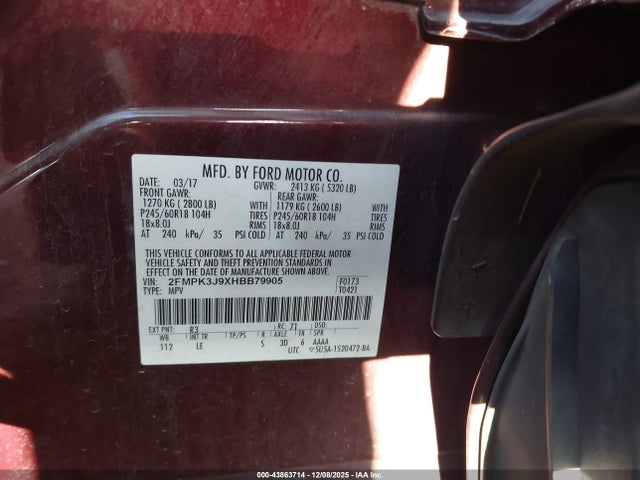 MFD. BY FORD MOTOR CO.
DATE: 03/17 GVWR: 2413 KG ( 5320 LB)
FRONT GAWR: REAR GAWR:
1270 KG ( 2800 LB) WITH 1179 KG ( 2600 LB) WITH
P245/60R18 104H TIRES P245/60R18 104H TIRES
18x8.0J RIMS 18x8.0J RIMS
AT 240 kPa/ 35 PSI COLD AT 240 kPa/ 35 PSI COLD
THIS VEHICLE CONFORMS TO ALL APPLICABLE FEDERAL MOTOR
VEHICLE SAFETY AND THEFT PREVENTION STANDARDS IN
EFFECT ON THE DATE OF MANUFACTURE SHOWN ABOVE.
VIN: 2FMPK3J9XHBB79905 F0173
TYPE: MPV T0421
EXT PNT: R3 RC: 71 DSO:
WB INT TR TP/PS R AXLE TR SPR
112 LE S 3D 6 AAAA
UTC ▽5U5A-1520472-BA
000-43863714 - 12/08/2025 - IAA Inc.